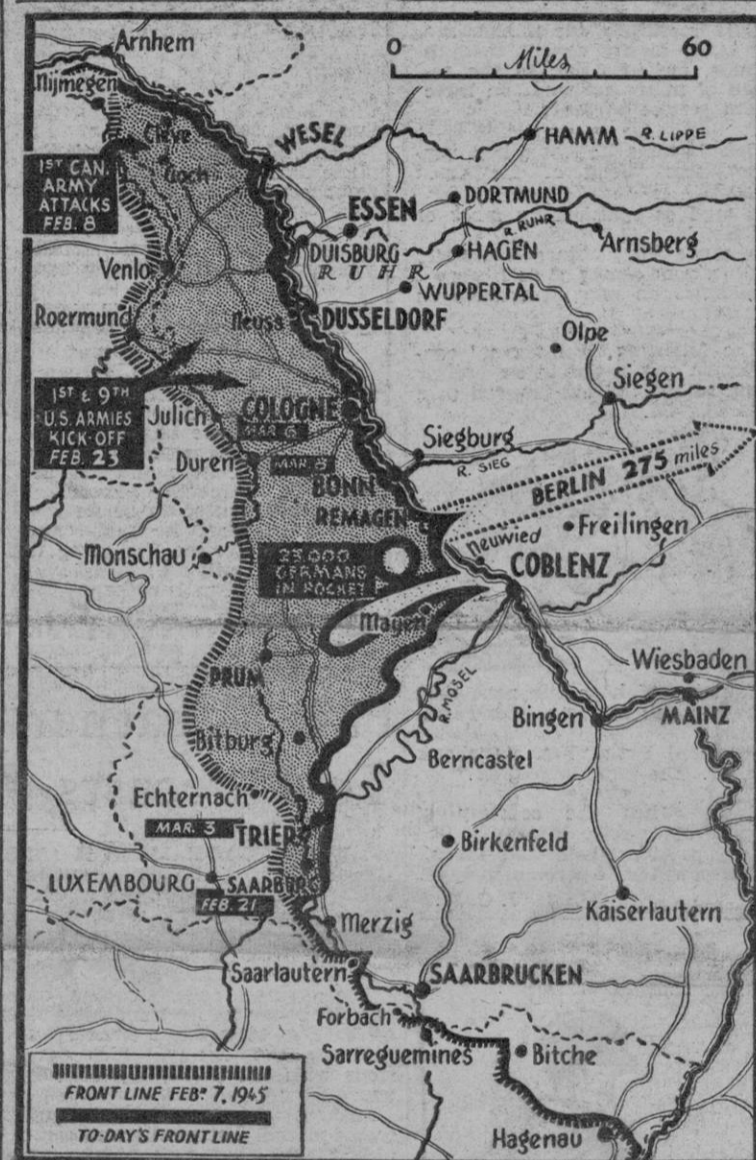 Arnhem
0 Miles 60
Nijmegen
Cleve
WESEL
HAMM R. LIPPE
1ST CAN.
ARMY
ATTACKS
FEB. 8
Goch
ESSEN
DORTMUND
R. RUHR
DUISBURG
HAGEN
Arnsberg
RUHR
Venlo
WUPPERTAL
Roermund
Neuss
DUSSELDORF
Olpe
Siegen
1ST & 9TH
U.S. ARMIES
KICK-OFF
FEB. 23
Julich
COLOGNE
MAR. 6
Siegburg
Duren
MAR. 8
R. SIEG
BERLIN 275 miles
BONN
REMAGEN
Neuwied
Freilingen
Monschau
25,000
GERMANS
IN POCKET
COBLENZ
Mayen
PRUM
R. MOSEL
Wiesbaden
Bitburg
Bingen
MAINZ
Berncastel
Echternach
MAR. 3
TRIER
Birkenfeld
LUXEMBOURG
SAARBURG
FEB. 21
Kaiserlautern
Merzig
Saarlautern
SAARBRUCKEN
Forbach
Sarreguemines
Bitche
FRONT LINE FEBY 7, 1945
TO-DAY'S FRONT LINE
Hagenau